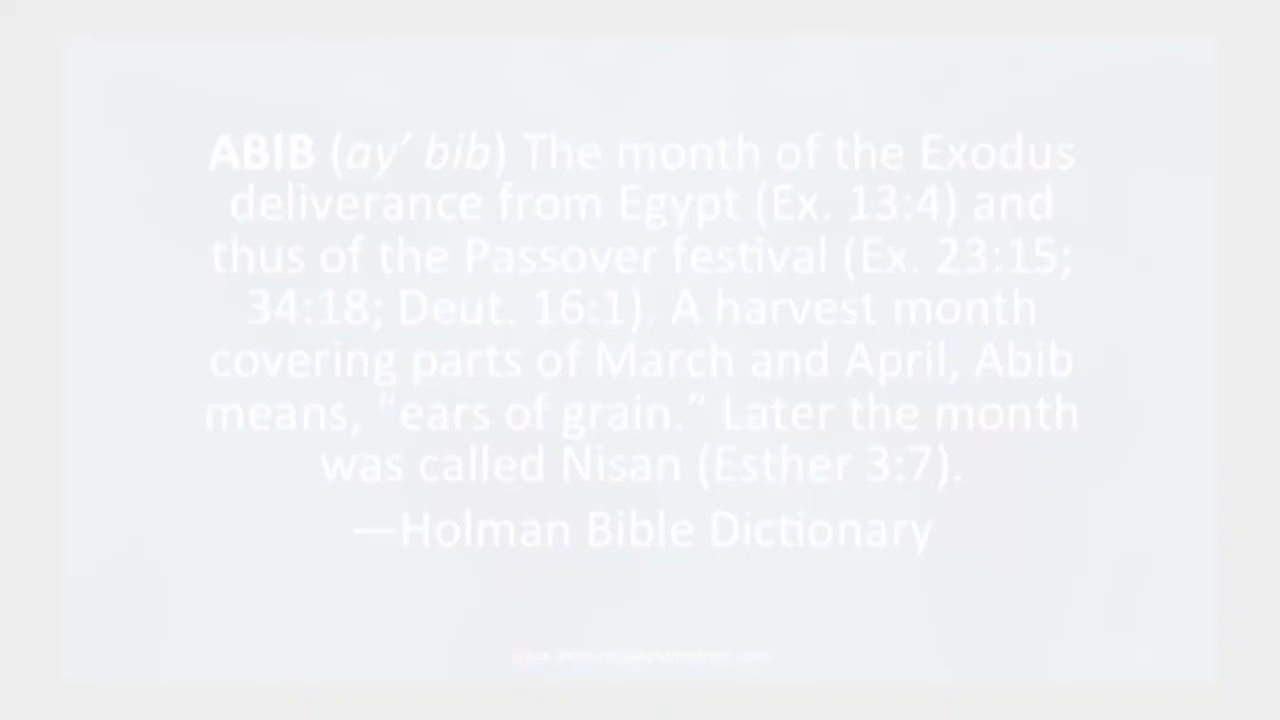 ABIB (ay’ bib) The month of the Exodus
deliverance from Egypt (Ex. 13:4) and
thus of the Passover festival (Ex. 23:15;
34:18; Deut. 16:1). A harvest month
covering parts of March and April, Abib
means, “ears of grain.” Later the month
was called Nisan (Esther 3:7).
—Holman Bible Dictionary